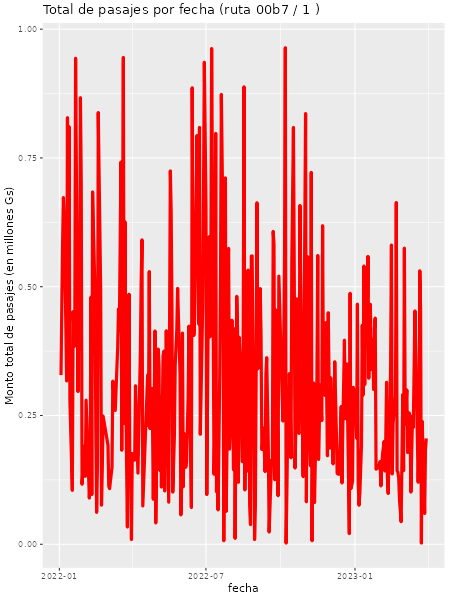 Total de pasajes por fecha (ruta 00b7 / 1 )
Monto total de pasajes (en millones Gs)
1.00
0.75
0.50
0.25
0.00
2022-01
2022-07
2023-01
fecha